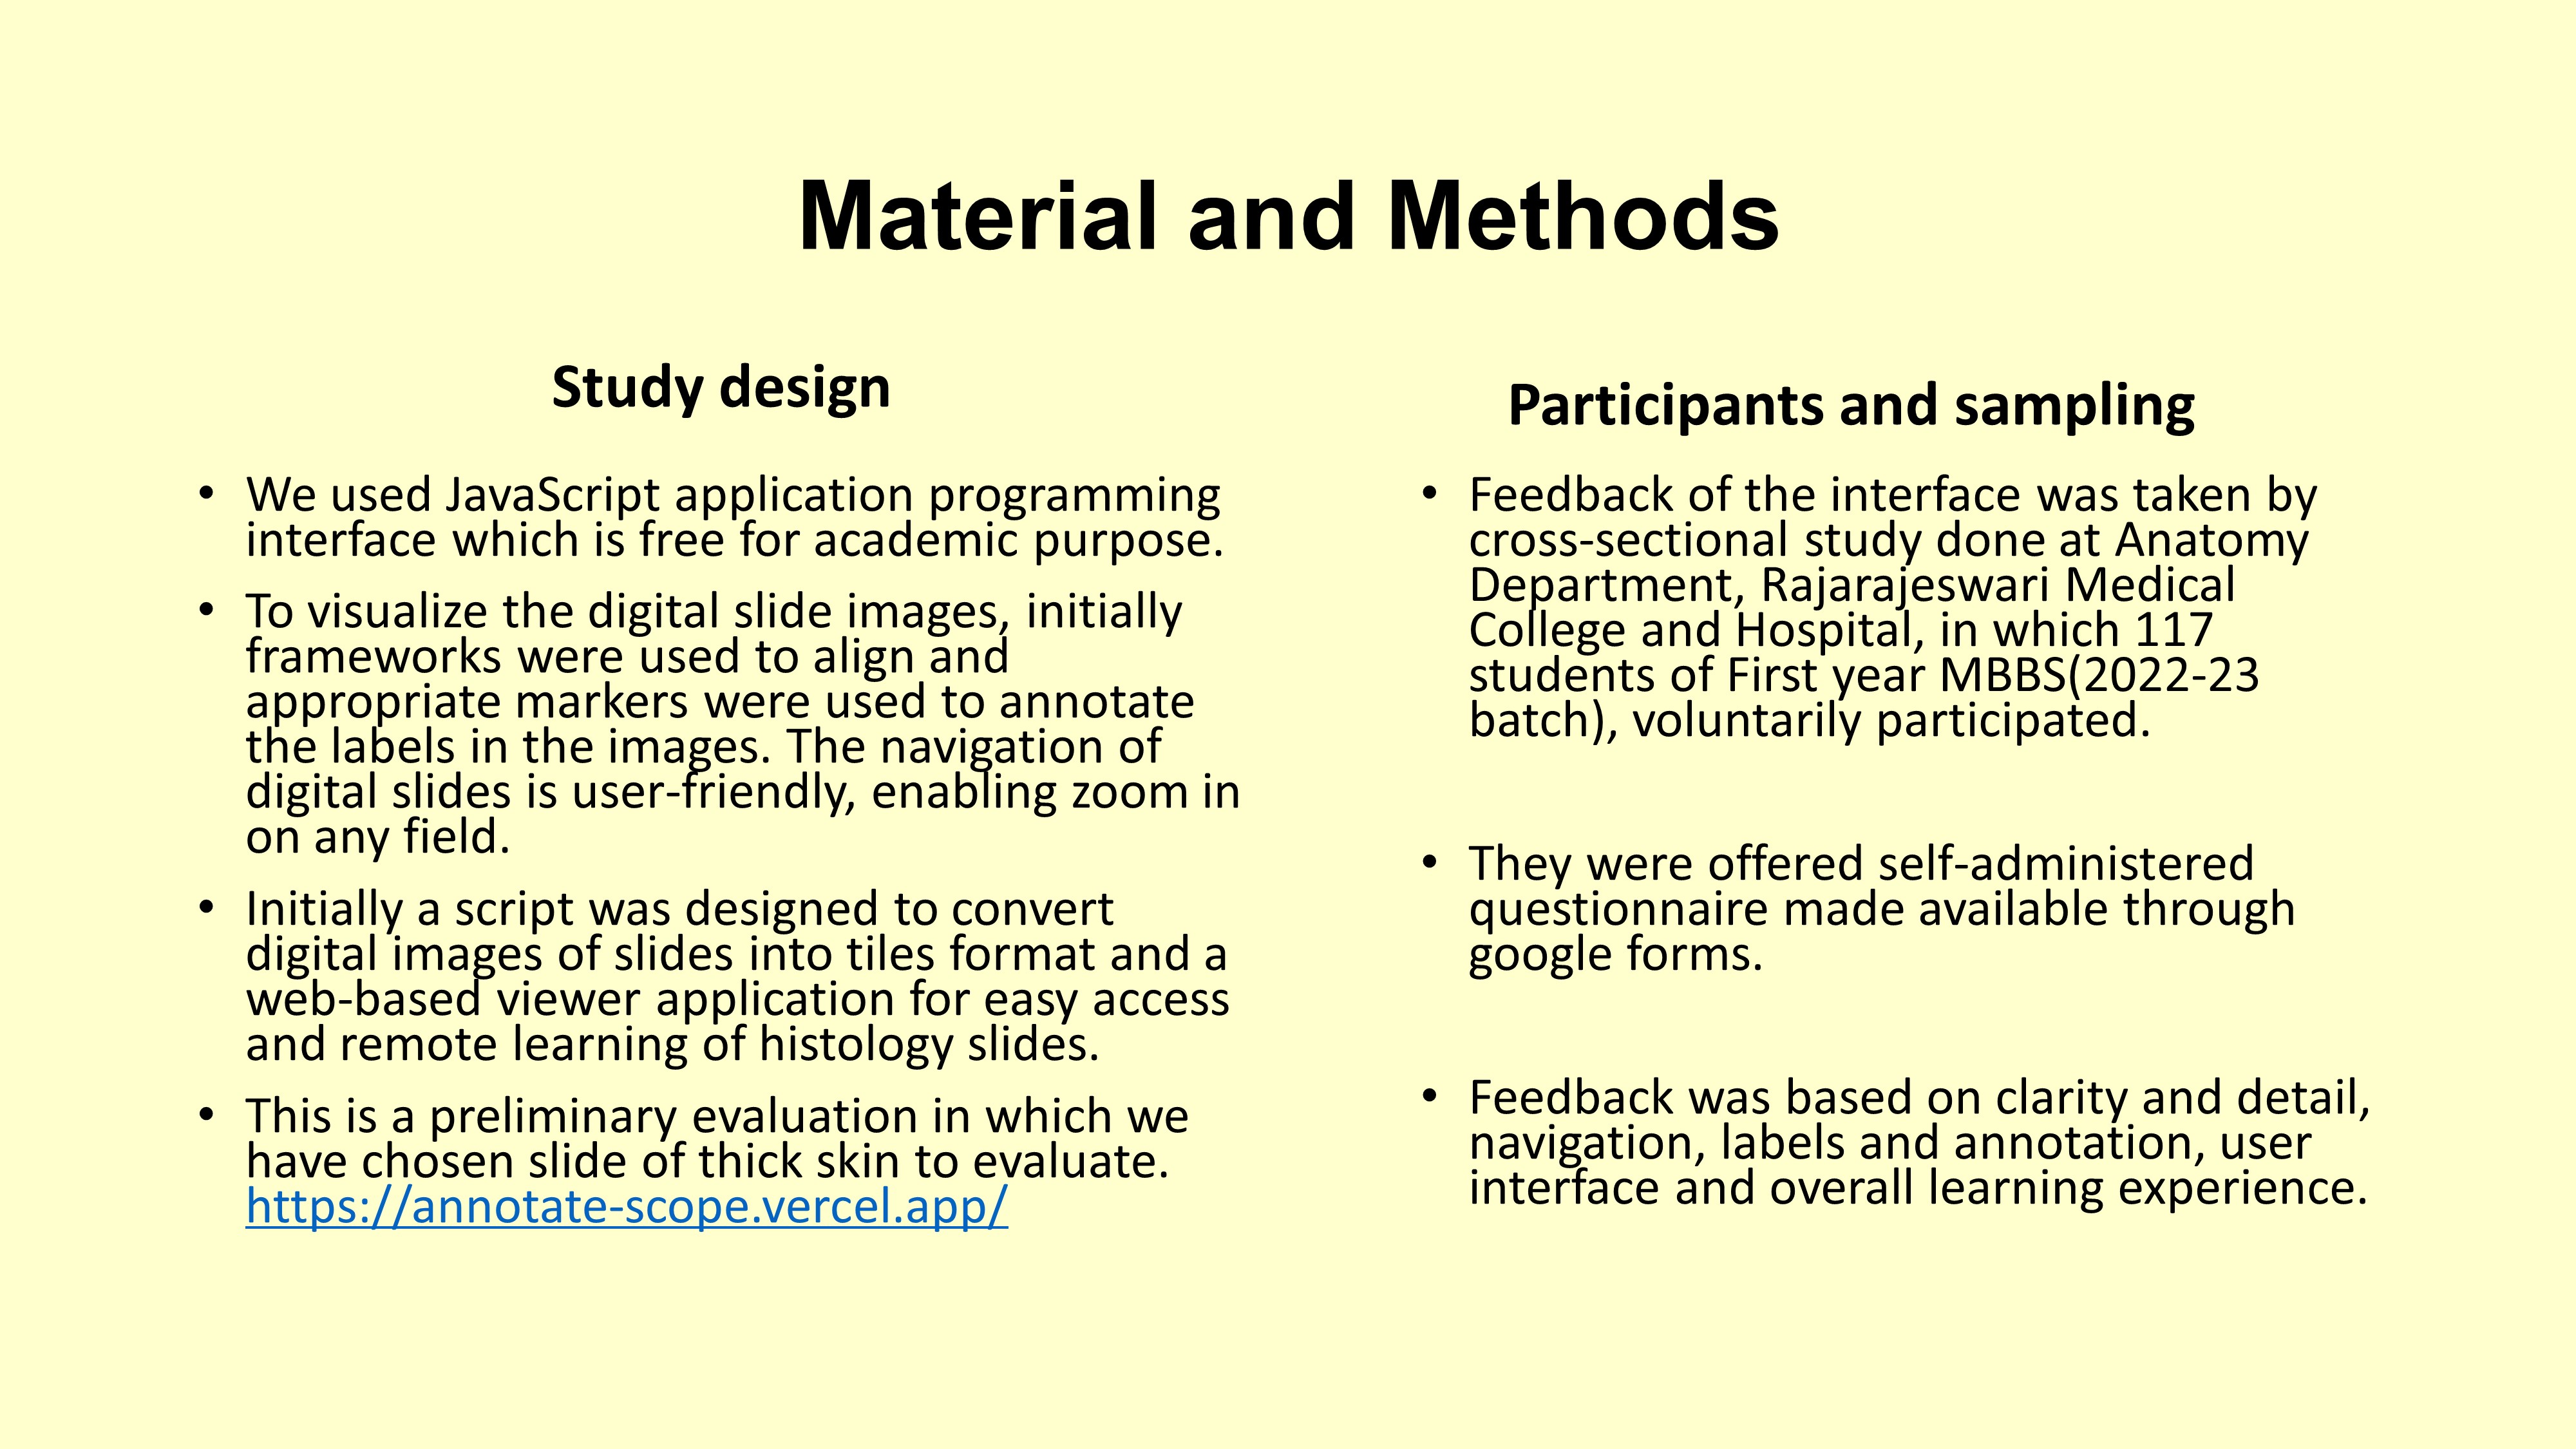 Material and Methods
Study design
• We used JavaScript application programming
interface which is free for academic purpose.
• To visualize the digital slide images, initially
frameworks were used to align and
appropriate markers were used to annotate
the labels in the images. The navigation of
digital slides is user-friendly, enabling zoom in
on any field.
• Initially a script was designed to convert
digital images of slides into tiles format and a
web-based viewer application for easy access
and remote learning of histology slides.
• This is a preliminary evaluation in which we
have chosen slide of thick skin to evaluate.
https://annotate-scope.vercel.app/
Participants and sampling
• Feedback of the interface was taken by
cross-sectional study done at Anatomy
Department, Rajarajeswari Medical
College and Hospital, in which 117
students of First year MBBS(2022-23
batch), voluntarily participated.
• They were offered self-administered
questionnaire made available through
google forms.
• Feedback was based on clarity and detail,
navigation, labels and annotation, user
interface and overall learning experience.